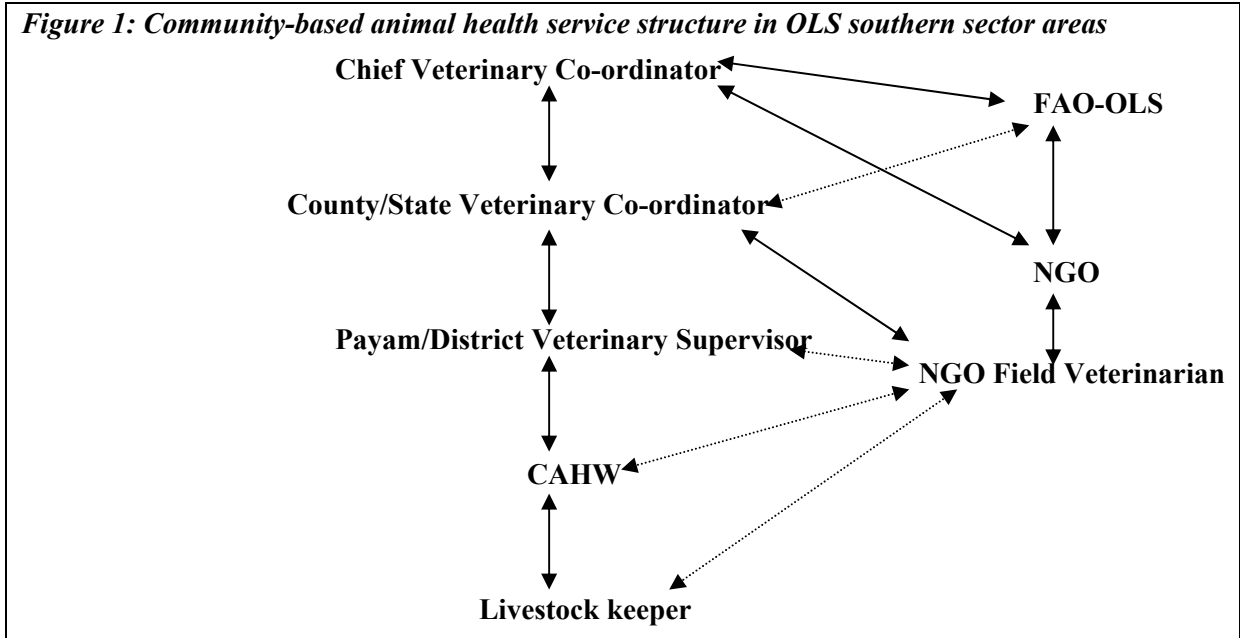 Figure 1: Community-based animal health service structure in OLS southern sector areas
Chief Veterinary Co-ordinator
FAO-OLS
County/State Veterinary Co-ordinator
NGO
Payam/District Veterinary Supervisor
NGO Field Veterinarian
CAHW
Livestock keeper